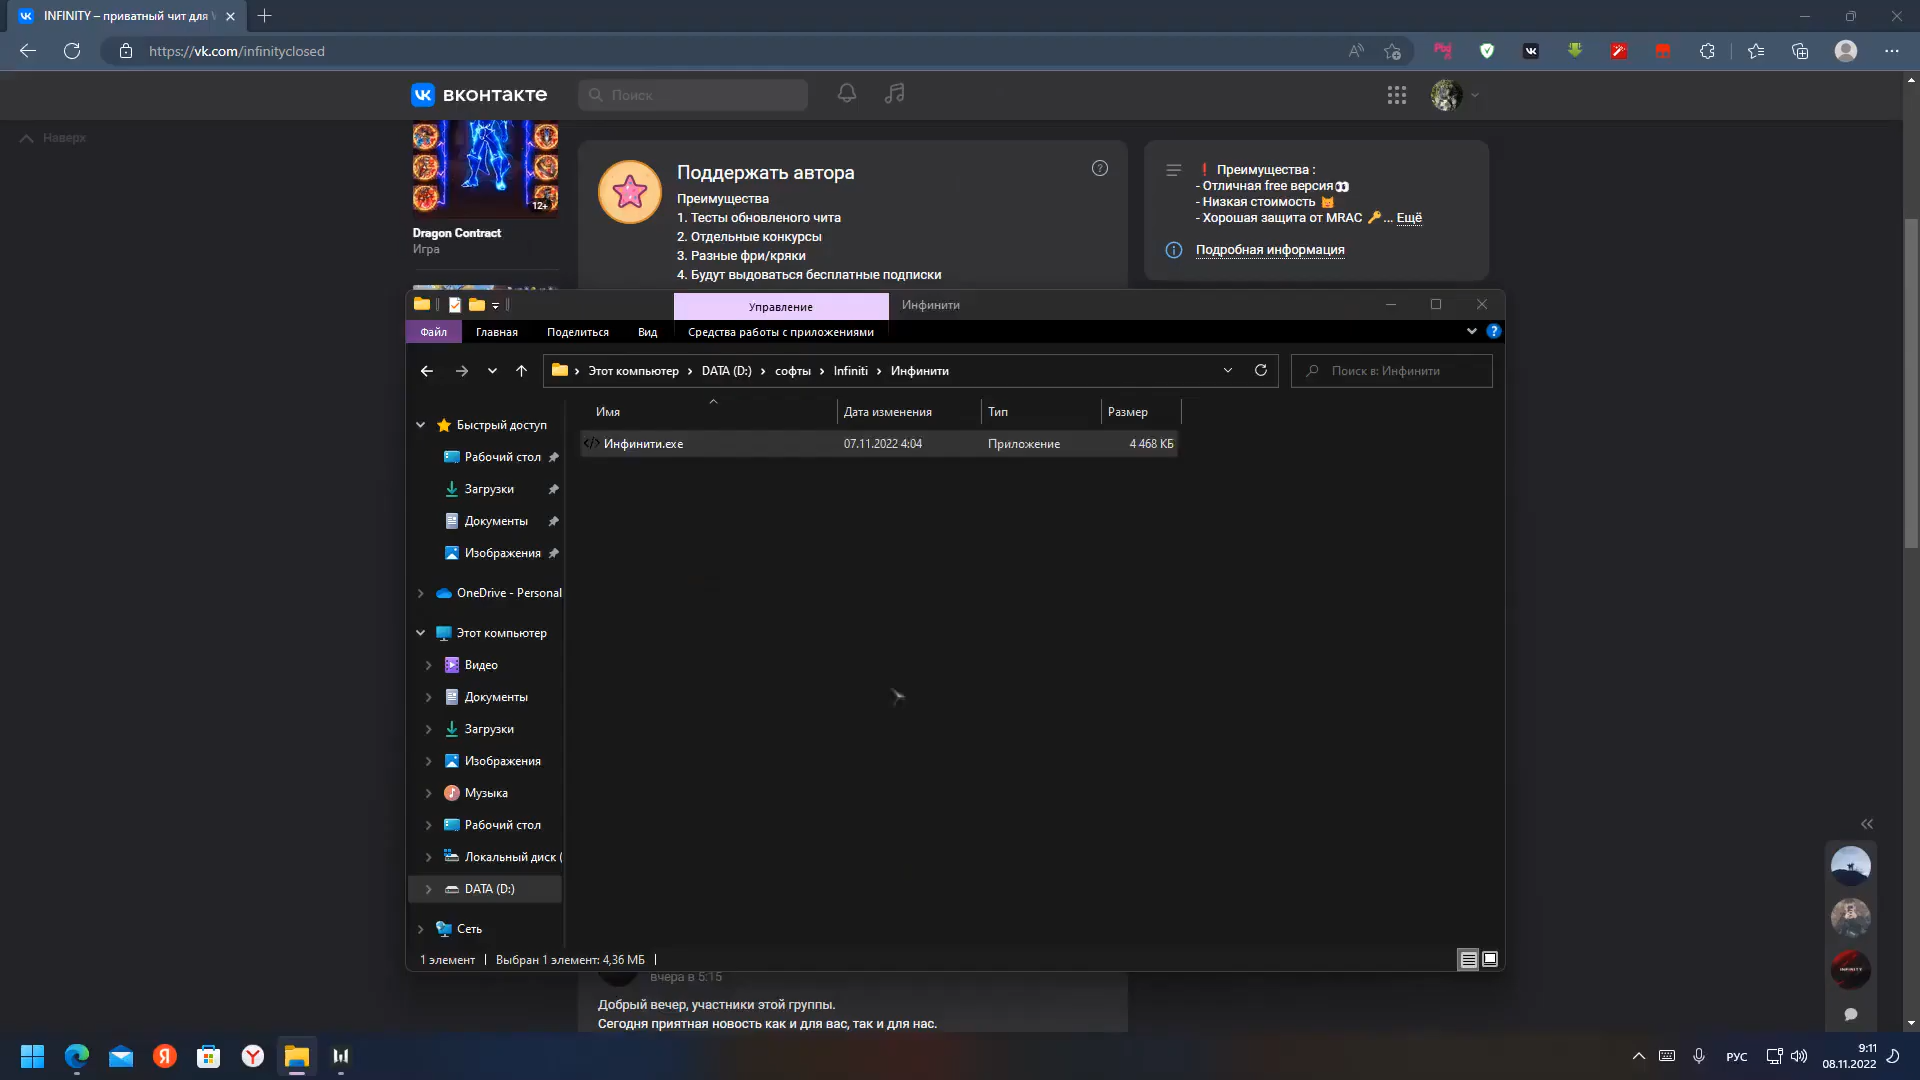 INFINITY – приватный чит для
https://vk.com/infinityclosed
вконтакте
Поиск
Наверх
12+
Dragon Contract
Игра
Поддержать автора
Преимущества
1. Тесты обновленого чита
2. Отдельные конкурсы
3. Разные фри/кряки
4. Будут выдоваться бесплатные подписки
❗ Преимущества :
- Отличная free версия👀
- Низкая стоимость 😼
- Хорошая защита от MRAC 🔑... Ещё
Подробная информация
Управление
Инфинити
Файл
Главная
Поделиться
Вид
Средства работы с приложениями
Этот компьютер › DATA (D:) › софты › Infiniti › Инфинити
Поиск в: Инфинити
Имя
Дата изменения
Тип
Размер
Инфинити.exe
07.11.2022 4:04
Приложение
4 468 КБ
Быстрый доступ
Рабочий стол
Загрузки
Документы
Изображения
OneDrive - Personal
Этот компьютер
Видео
Документы
Загрузки
Изображения
Музыка
Рабочий стол
Локальный диск (
DATA (D:)
Сеть
1 элемент
Выбран 1 элемент: 4,36 МБ
вчера в 5:15
Добрый вечер, участники этой группы.
Сегодня приятная новость как и для вас, так и для нас.
РУС
9:11
08.11.2022